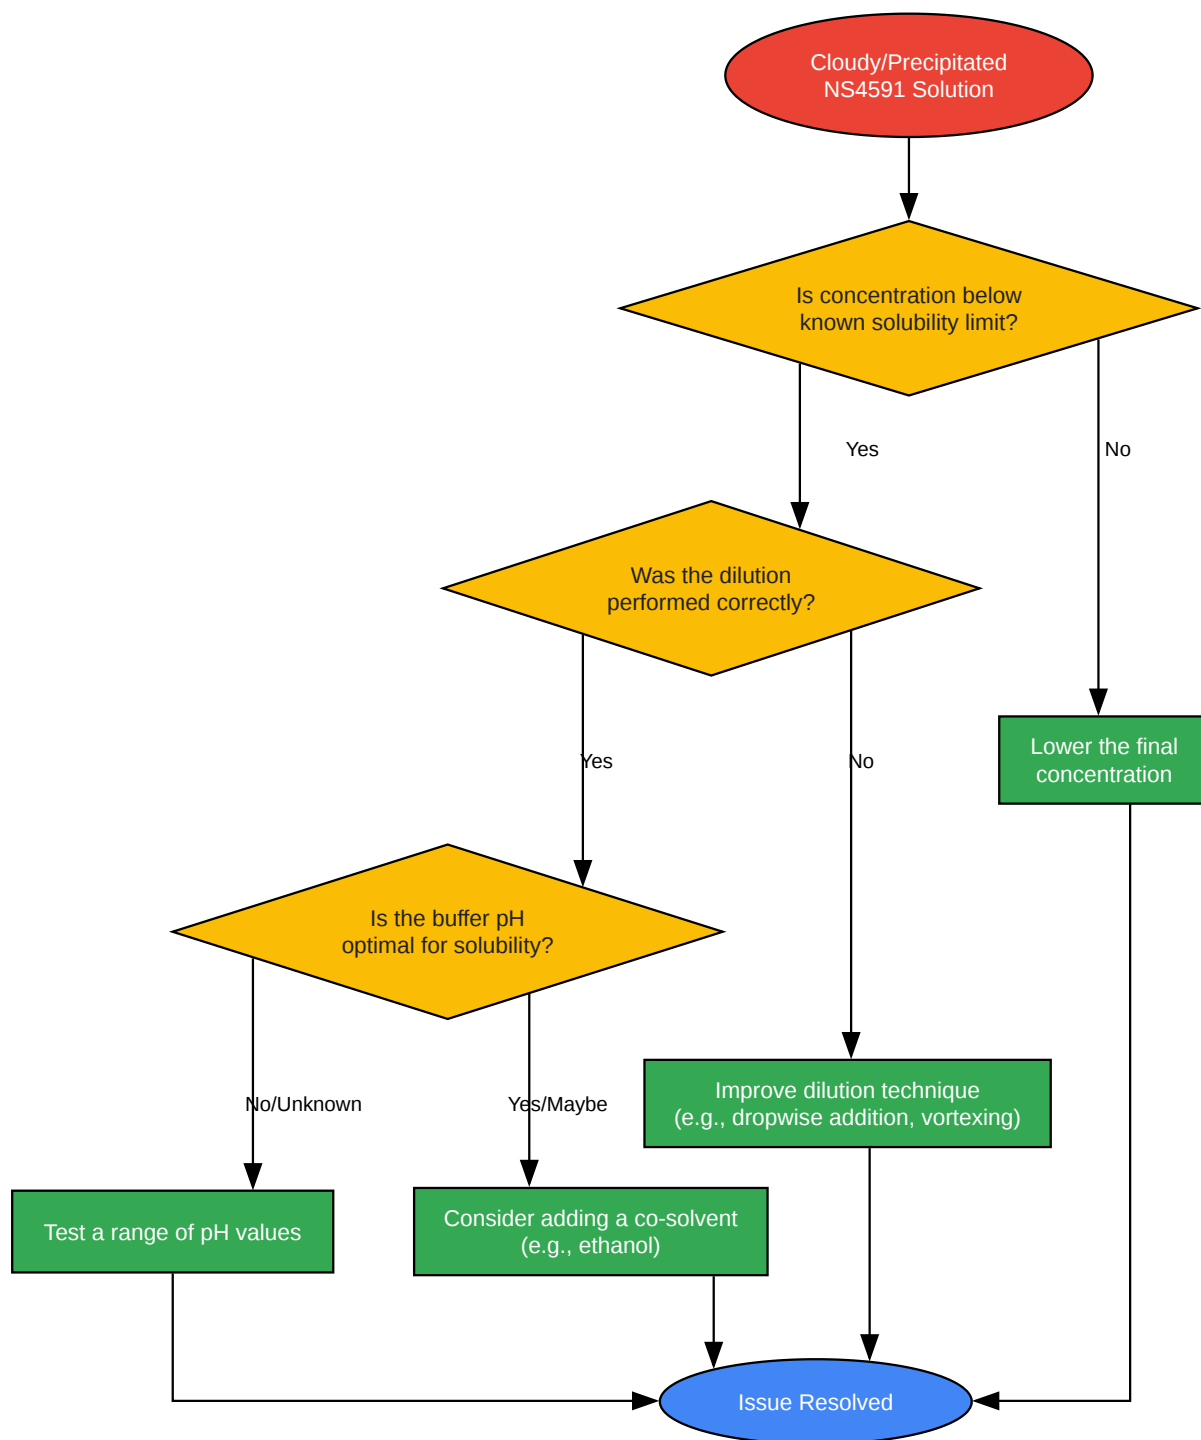 Cloudy/Precipitated
NS4591 Solution
Is concentration below
known solubility limit?
Yes
No
Was the dilution
performed correctly?
Yes
No
Lower the final
concentration
Is the buffer pH
optimal for solubility?
No/Unknown
Yes/Maybe
Improve dilution technique
(e.g., dropwise addition, vortexing)
Test a range of pH values
Consider adding a co-solvent
(e.g., ethanol)
Issue Resolved